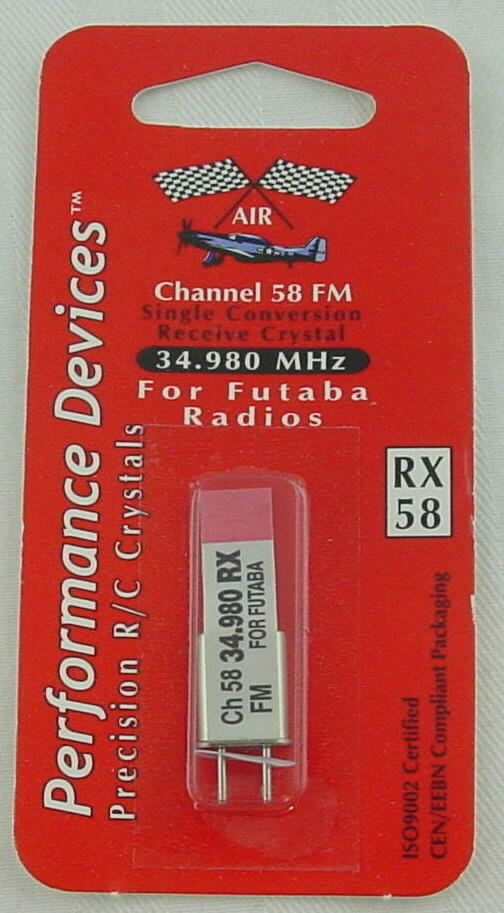 AIR
Channel 58 FM
Single Conversion
Receive Crystal
34.980 MHz
For Futaba
Radios
Performance Devices™
Precision R/C Crystals
RX
58
Ch 58 34.980 RX
FM FOR FUTABA
ISO9002 Certified
CEN/EEBN Compliant Packaging